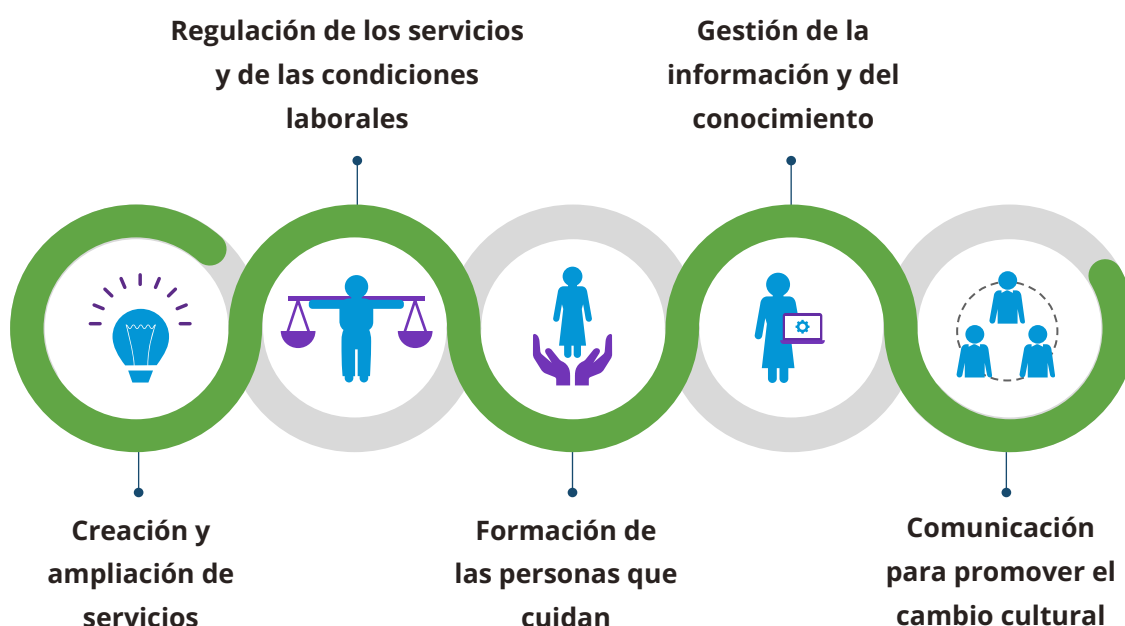 Regulación de los servicios
y de las condiciones
laborales
Gestión de la
información y del
conocimiento
Creación y
ampliación de
servicios
Formación de
las personas que
cuidan
Comunicación
para promover el
cambio cultural